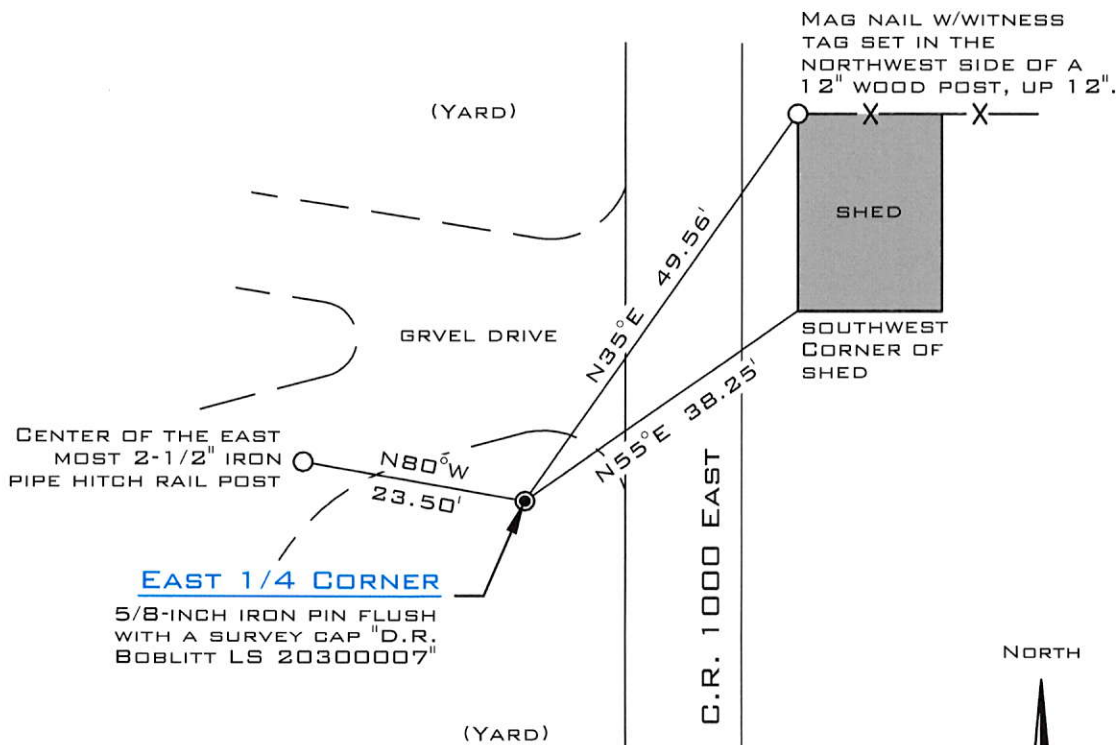 MAG NAIL W/WITNESS
TAG SET IN THE
NORTHWEST SIDE OF A
12" WOOD POST, UP 12".
(YARD)
X
X
SHED
N35°E 49.56'
GRVEL DRIVE
SOUTHWEST
CORNER OF
SHED
N55°E 38.25'
CENTER OF THE EAST
MOST 2-1/2" IRON
PIPE HITCH RAIL POST
N80°W
23.50'
EAST 1/4 CORNER
5/8-INCH IRON PIN FLUSH
WITH A SURVEY CAP "D.R.
BOBLITT LS 20300007"
C.R. 1000 EAST
NORTH
(YARD)